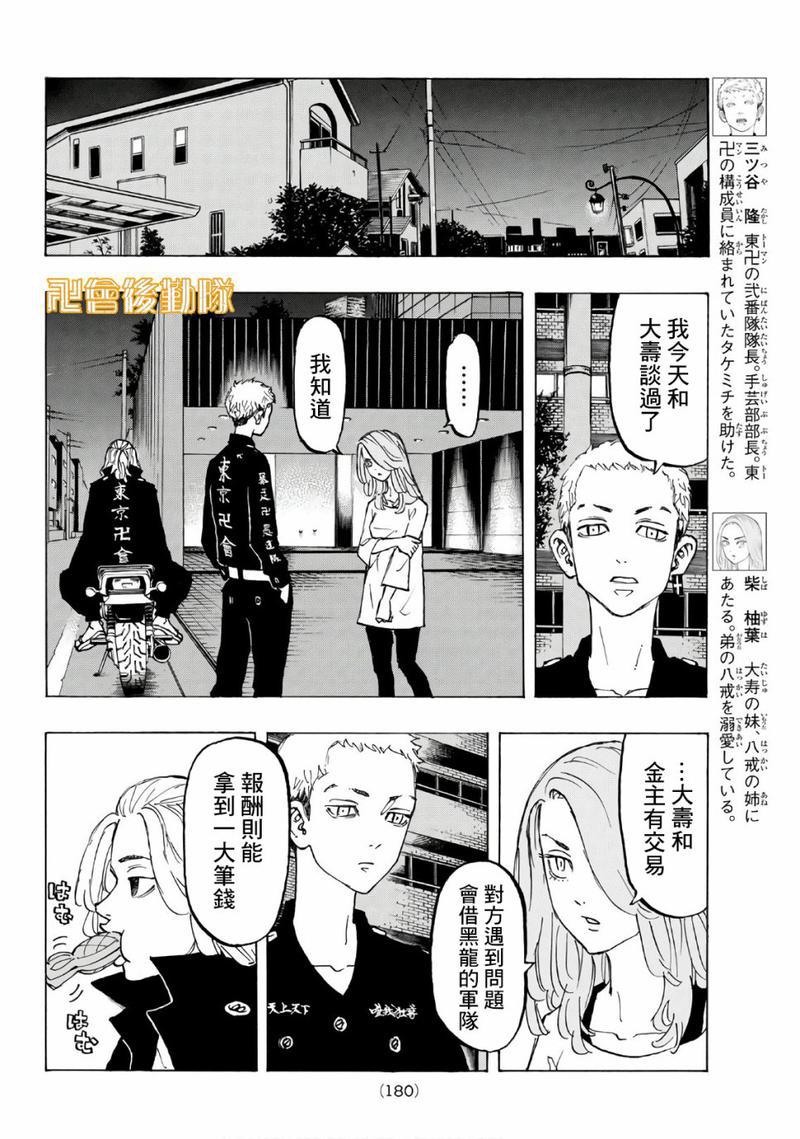 三ツ谷 隆 東卍の弐番隊隊長。手芸部部長。東
卍の構成員に絡まれていたタケミチを助けた。
柴 柚葉 大寿の妹、八戒の姉に
あたる。弟の八戒を溺愛している。
卍會後勤隊
我今天和
大壽談過了
……
我知道
東京卍會
東京卍會
…大壽和
金主有交易
對方遇到問題
會借黑龍的軍隊
天上天下
唯我独尊
報酬則能
拿到一大筆錢
はむ
はむ
はむ
(180)